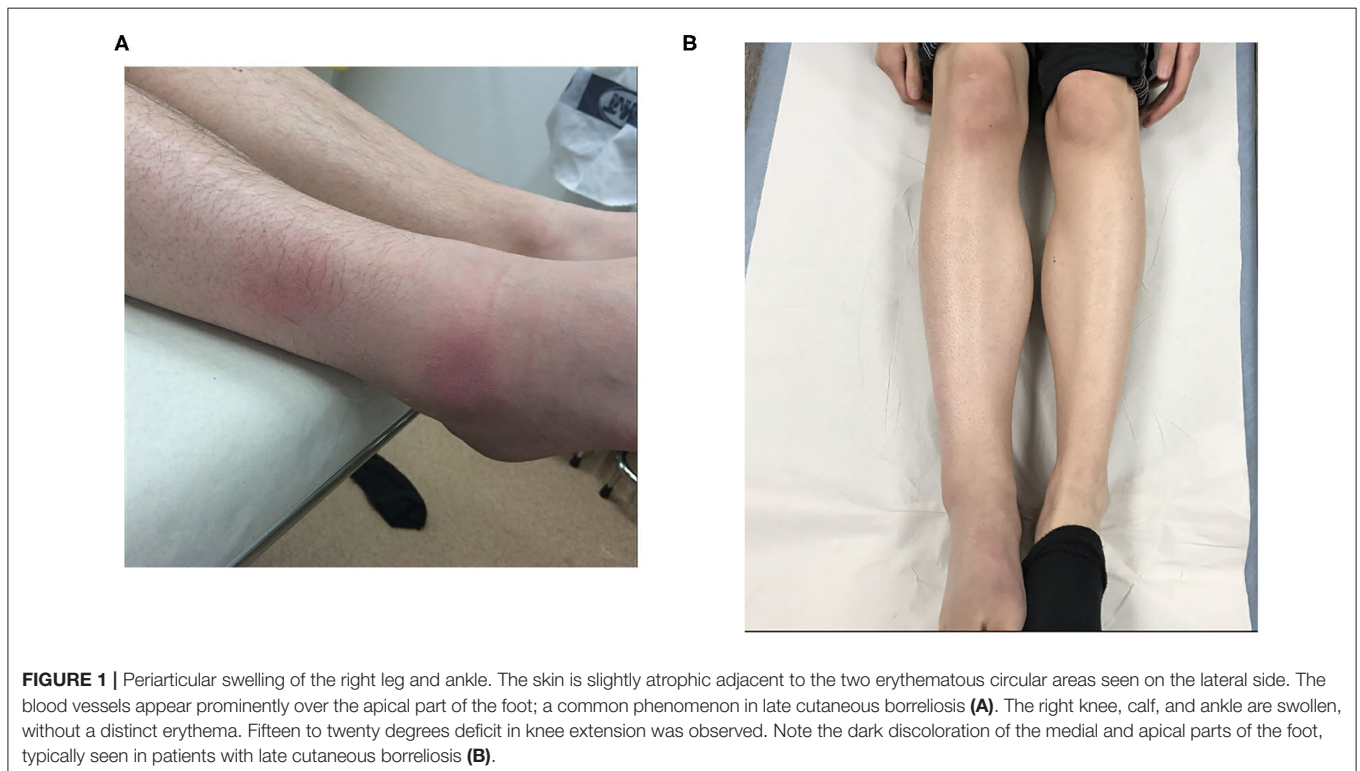 A
B
FIGURE 1 | Periarticular swelling of the right leg and ankle. The skin is slightly atrophic adjacent to the two erythematous circular areas seen on the lateral side. The
blood vessels appear prominently over the apical part of the foot; a common phenomenon in late cutaneous borreliosis (A). The right knee, calf, and ankle are swollen,
without a distinct erythema. Fifteen to twenty degrees deficit in knee extension was observed. Note the dark discoloration of the medial and apical parts of the foot,
typically seen in patients with late cutaneous borreliosis (B).